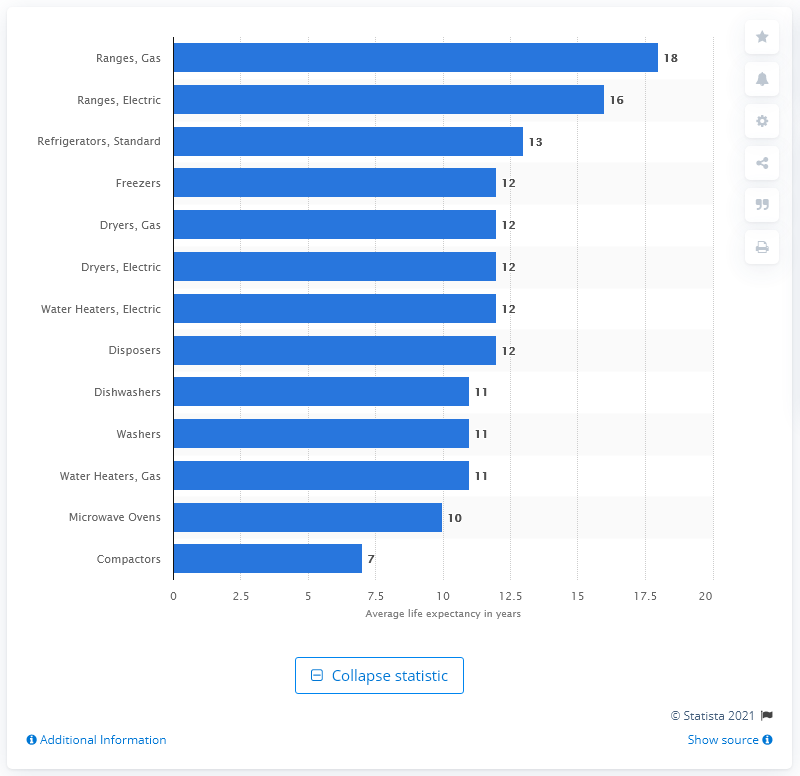 Ranges, Gas 18
Ranges, Electric 16
Refrigerators, Standard 13
Freezers 12
Dryers, Gas 12
Dryers, Electric 12
Water Heaters, Electric 12
Disposers 12
Dishwashers 11
Washers 11
Water Heaters, Gas 11
Microwave Ovens 10
Compactors 7
0 2.5 5 7.5 10 12.5 15 17.5 20
Average life expectancy in years
Collapse statistic
© Statista 2021
Additional Information Show source